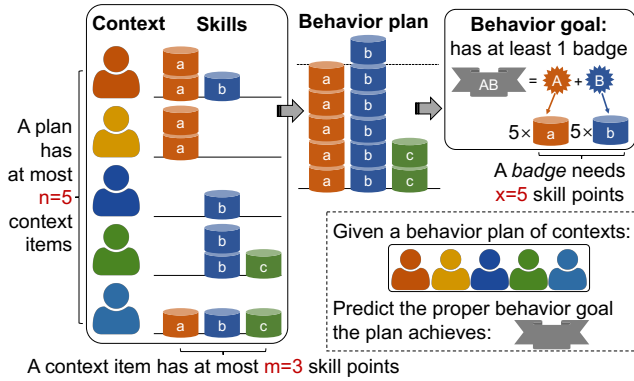 Context
Skills
a
a
b
a
a
b
b
b
c
a
b
c
A plan
has
at most
n=5
context
items
A context item has at most m=3 skill points
Behavior plan
a
a
a
a
a
b
b
b
b
b
b
c
c
Behavior goal:
has at least 1 badge
AB = A + B
5× a 5× b
A badge needs
x=5 skill points
Given a behavior plan of contexts:
Predict the proper behavior goal
the plan achieves: